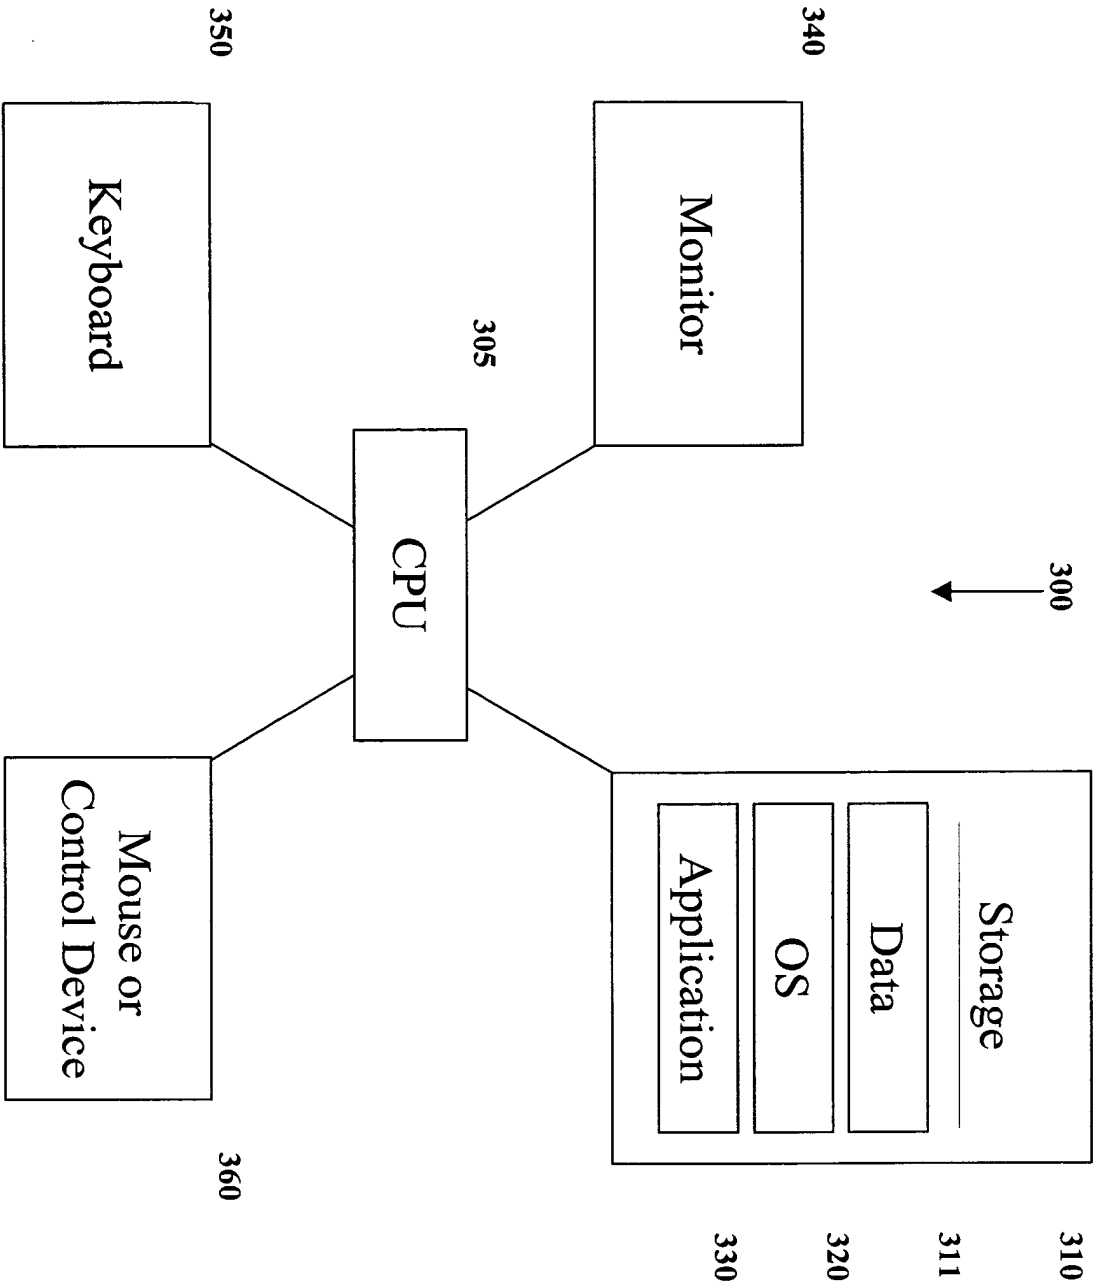 300
310
Storage
311
Data
320
OS
330
Application
340
Monitor
305
CPU
350
Keyboard
Mouse or
Control Device
360